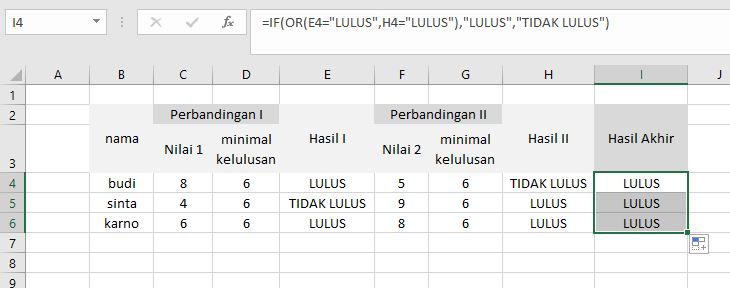 I4 =IF(OR(E4="LULUS",H4="LULUS"),"LULUS","TIDAK LULUS")
A B C D E F G H I J
1
2 Perbandingan I Perbandingan II
nama Hasil I Hasil II Hasil Akhir
3 Nilai 1 minimal kelulusan Nilai 2 minimal kelulusan
4 budi 8 6 LULUS 5 6 TIDAK LULUS LULUS
5 sinta 4 6 TIDAK LULUS 9 6 LULUS LULUS
6 karno 6 6 LULUS 8 6 LULUS LULUS
7
8
9